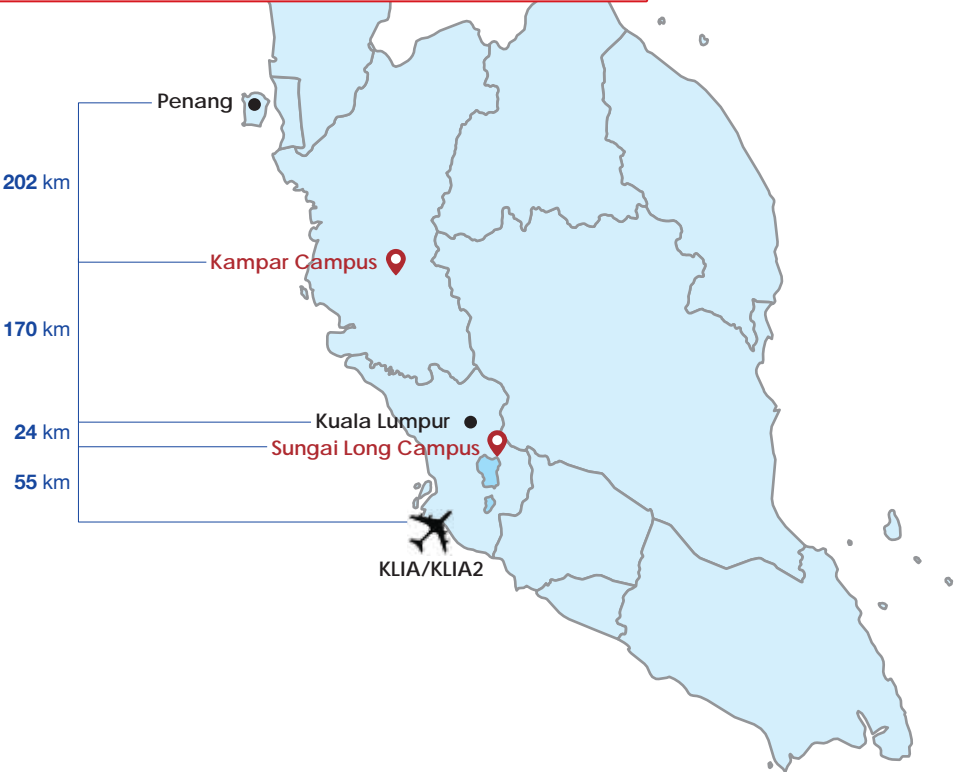 Penang
202 km
Kampar Campus
170 km
Kuala Lumpur
24 km
Sungai Long Campus
55 km
KLIA/KLIA2